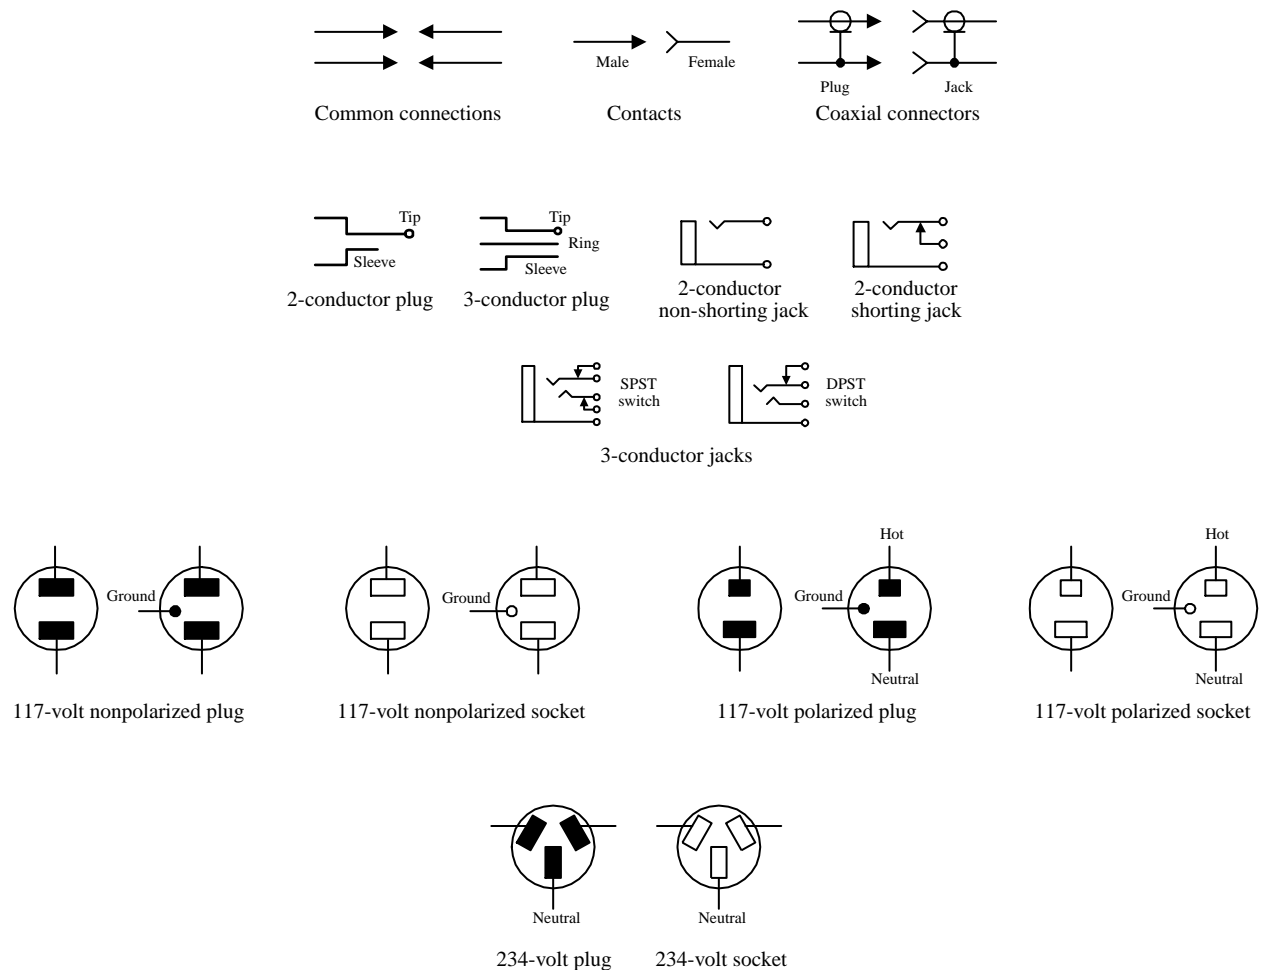 Male
Female
Plug
Jack
Common connections
Contacts
Coaxial connectors
Tip
Sleeve
Tip
Ring
Sleeve
2-conductor plug
3-conductor plug
2-conductor
non-shorting jack
2-conductor
shorting jack
SPST
switch
DPST
switch
3-conductor jacks
Ground
Ground
Hot
Ground
Neutral
Hot
Ground
Neutral
117-volt nonpolarized plug
117-volt nonpolarized socket
117-volt polarized plug
117-volt polarized socket
Neutral
Neutral
234-volt plug
234-volt socket